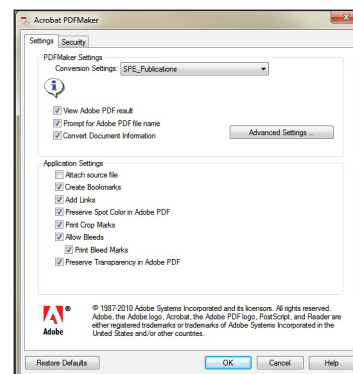 Acrobat PDFMaker
Settings Security
PDFMaker Settings
Conversion Settings: SPE_Publications
View Adobe PDF result
Prompt for Adobe PDF file name
Convert Document Information
Advanced Settings ...
Application Settings
Attach source file
Create Bookmarks
Add Links
Preserve Spot Color in Adobe PDF
Print Crop Marks
Allow Bleeds
Print Bleed Marks
Preserve Transparency in Adobe PDF
© 1987-2010 Adobe Systems Incorporated and its licensors. All rights reserved.
Adobe, the Adobe logo, Acrobat, the Adobe PDF logo, PostScript, and Reader are
either registered trademarks or trademarks of Adobe Systems Incorporated in the
United States and/or other countries.
Adobe
Restore Defaults OK Cancel Help